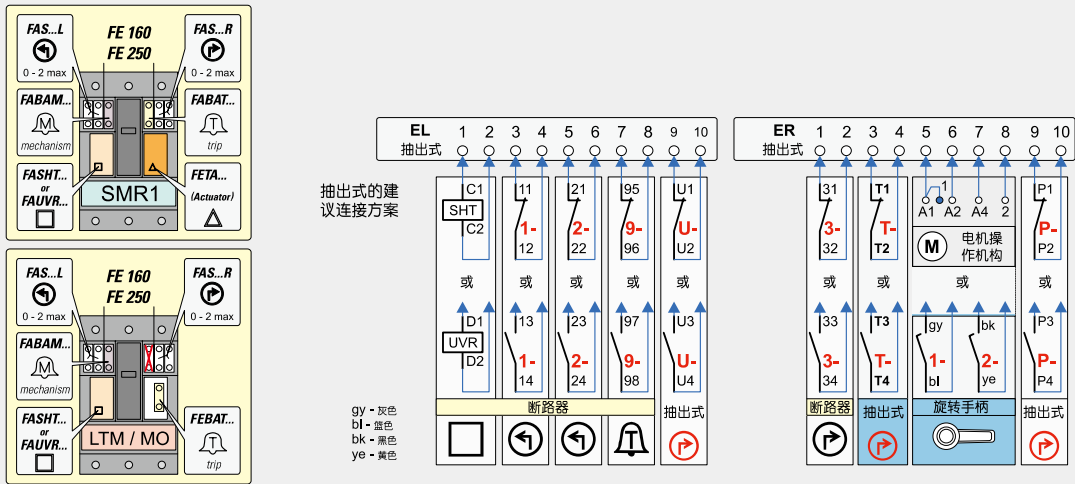 FAS...L
0 - 2 max
FE 160
FE 250
FAS...R
0 - 2 max
FABAM...
M
mechanism
FABAT...
T
trip
FASHT...
or
FAUVR...
SMR1
FETA...
(Actuator)
FAS...L
0 - 2 max
FE 160
FE 250
FAS...R
0 - 2 max
FABAM...
M
mechanism
FASHT...
or
FAUVR...
LTM / MO
FEBAT...
T
trip
抽出式的建
议连接方案
gy - 灰色
bl - 蓝色
bk - 黑色
ye - 黄色
EL 1 2 3 4 5 6 7 8 9 10
抽出式
C1 11 21 95 U1
SHT 1- 2- 9- U-
C2 12 22 96 U2
或 或 或 或 或
D1 13 23 97 U3
UVR 1- 2- 9- U-
D2 14 24 98 U4
断路器 抽出式
T
ER 1 2 3 4 5 6 7 8 9 10
抽出式
31 T1 1 P1
A1 A2 A4 2
3- T- P-
32 T2 M 电机操 P2
作机构
或 或 或 或 或
33 T3 gy bk P3
3- T- 1- 2- P-
34 T4 bl ye P4
断路器 抽出式 旋转手柄 抽出式